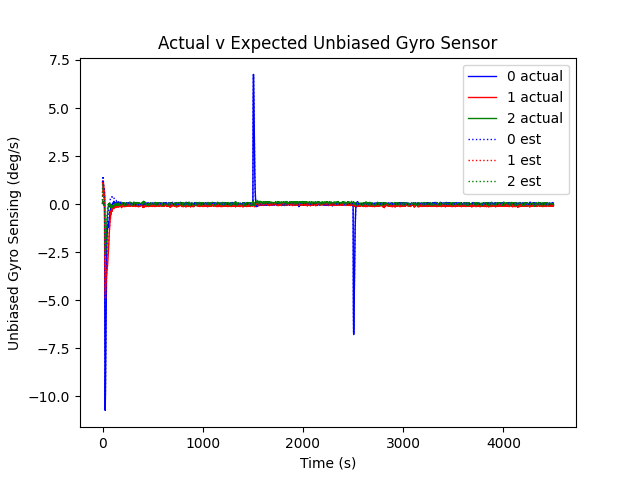 Actual v Expected Unbiased Gyro Sensor
7.5
5.0
2.5
0.0
−2.5
−5.0
−7.5
−10.0
Unbiased Gyro Sensing (deg/s)
0 actual
1 actual
2 actual
0 est
1 est
2 est
0
1000
2000
3000
4000
Time (s)